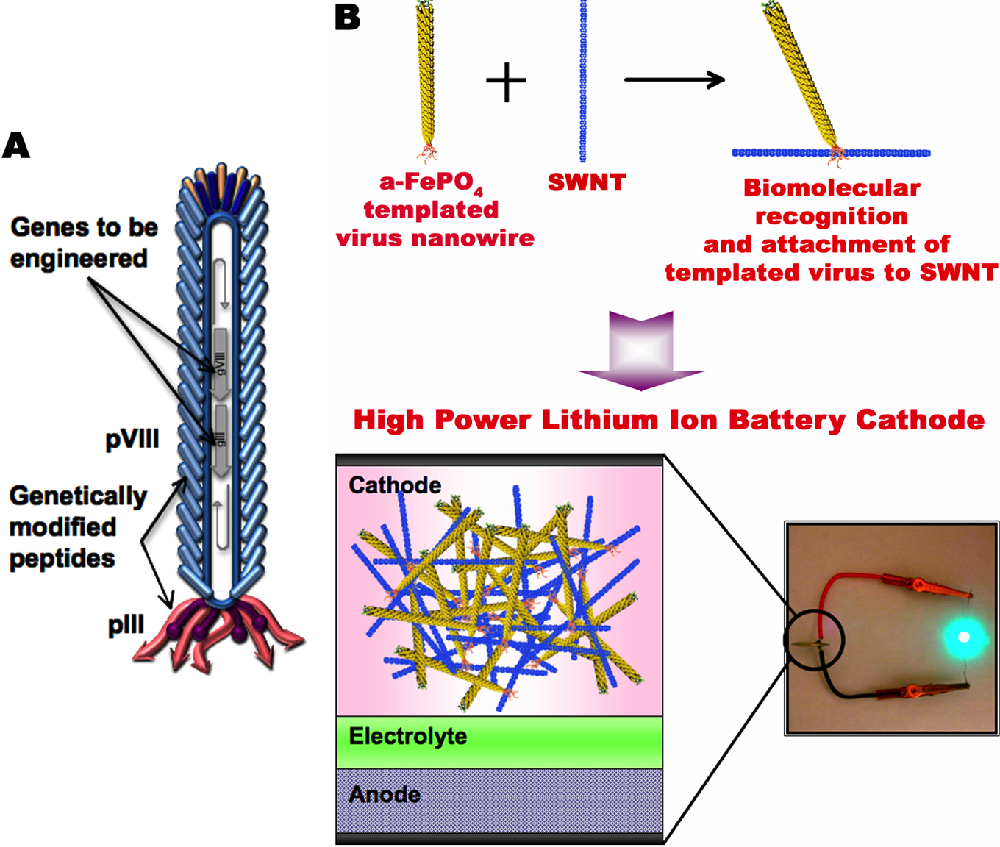 A
Genes to be
engineered
gVIII
gIII
pVIII
Genetically
modified
peptides
pIII
B
a-FePO4
templated
virus nanowire
SWNT
Biomolecular
recognition
and attachment of
templated virus to SWNT
High Power Lithium Ion Battery Cathode
Cathode
Electrolyte
Anode